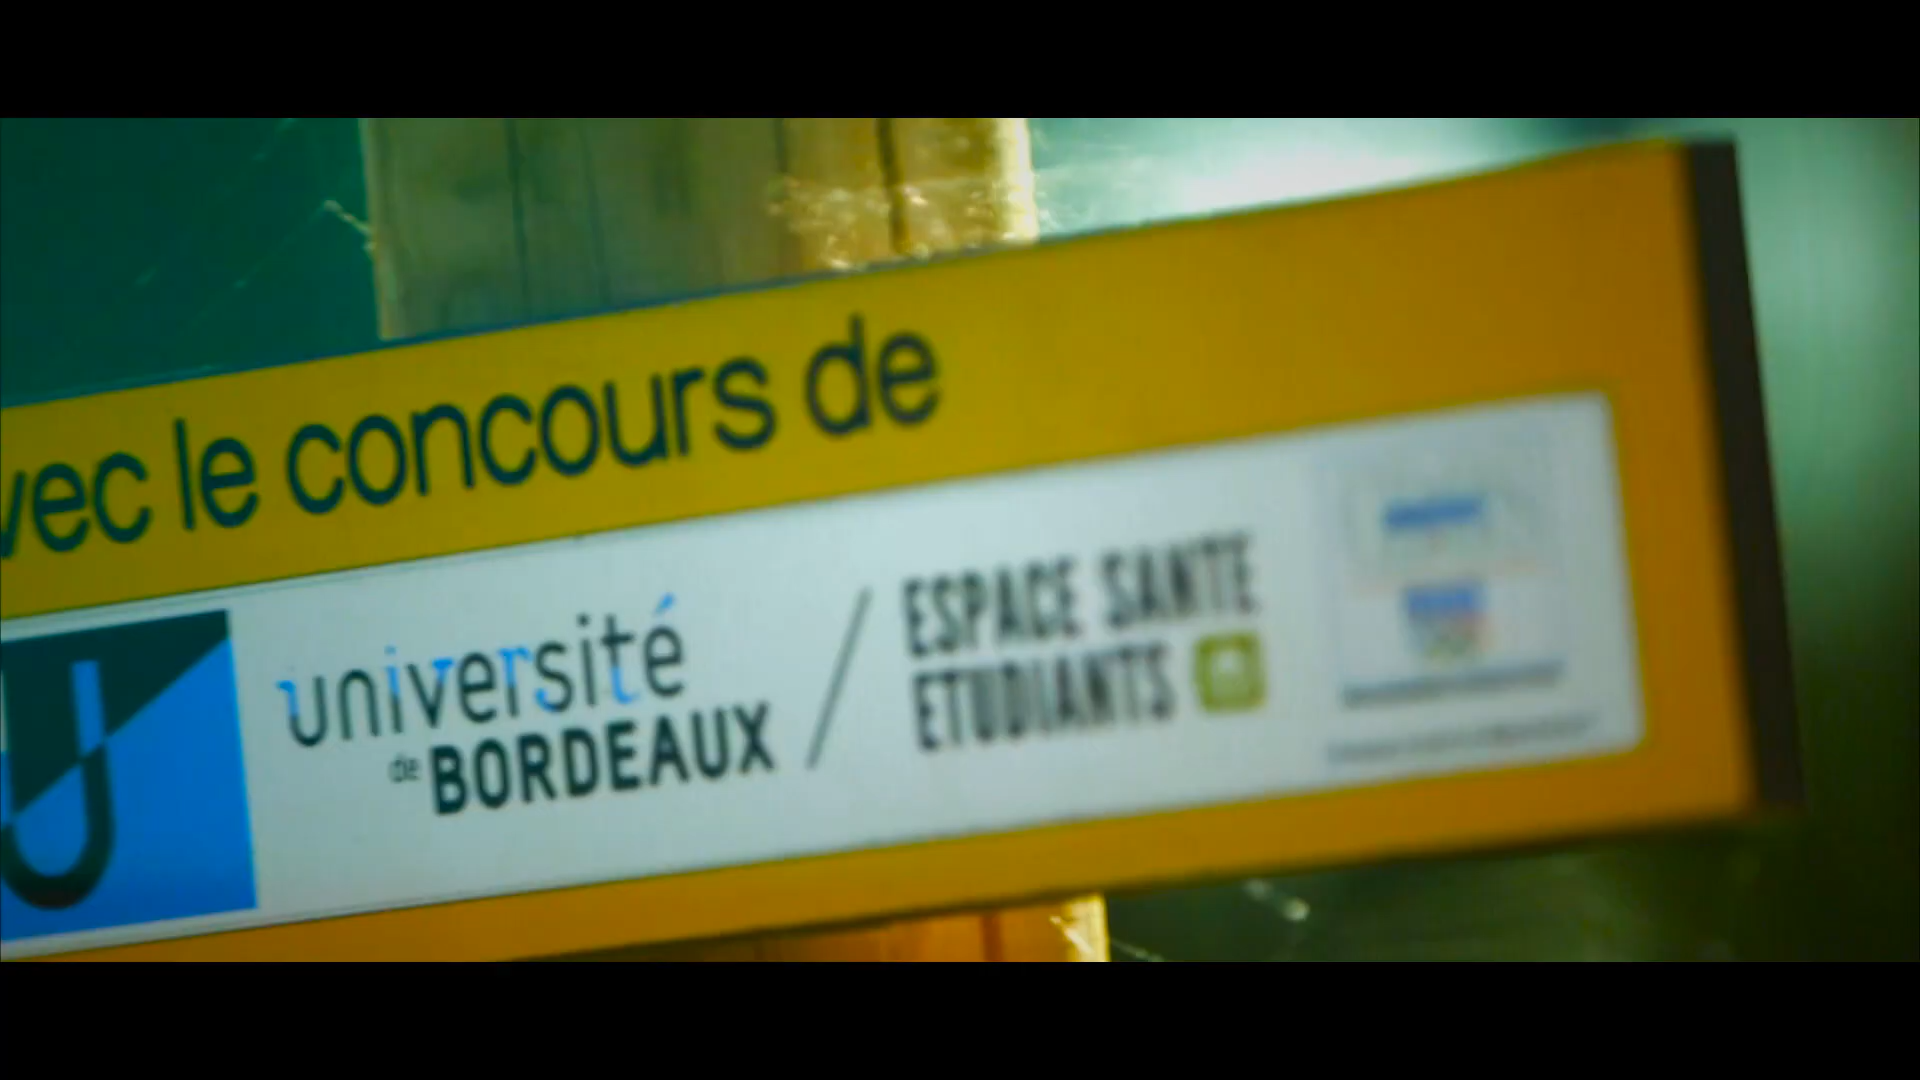 vec le concours de
université
de BORDEAUX
ESPACE SANTE
ETUDIANTS